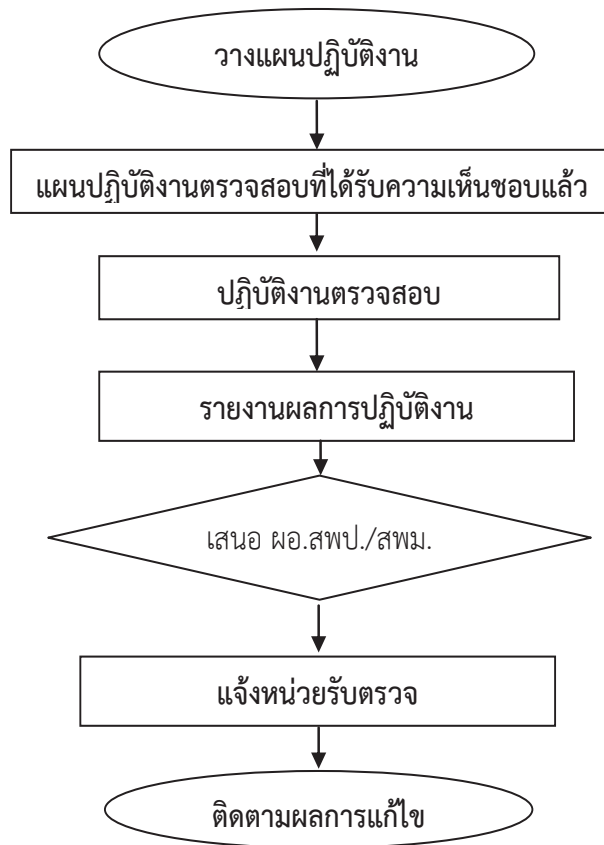 วางแผนปฏิบัติงาน
แผนปฏิบัติงานตรวจสอบที่ได้รับความเห็นชอบแล้ว
ปฏิบัติงานตรวจสอบ
รายงานผลการปฏิบัติงาน
เสนอ ผอ.สพป./สพม.
แจ้งหน่วยรับตรวจ
ติดตามผลการแก้ไข